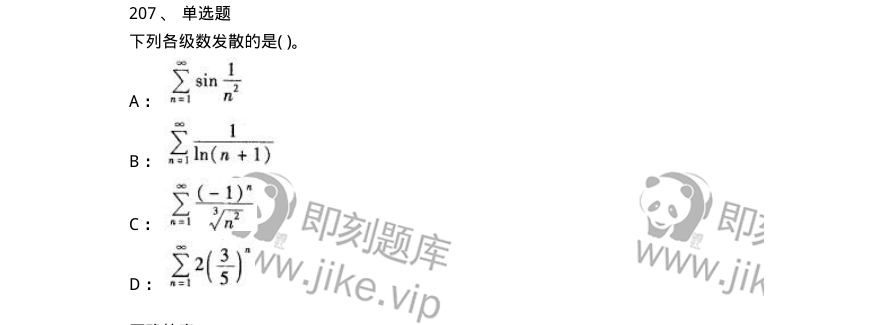 207 、 单选题
下列各级数发散的是( )。
A： ∑_{n=1}^{∞} sin 1/n²
B： ∑_{n=1}^{∞} 1/ln(n + 1)
C： ∑_{n=1}^{∞} (-1)ⁿ/∛n²
D： ∑_{n=1}^{∞} 2(3/5)ⁿ
即刻题库
www.jike.vip
即刻题
www.jik